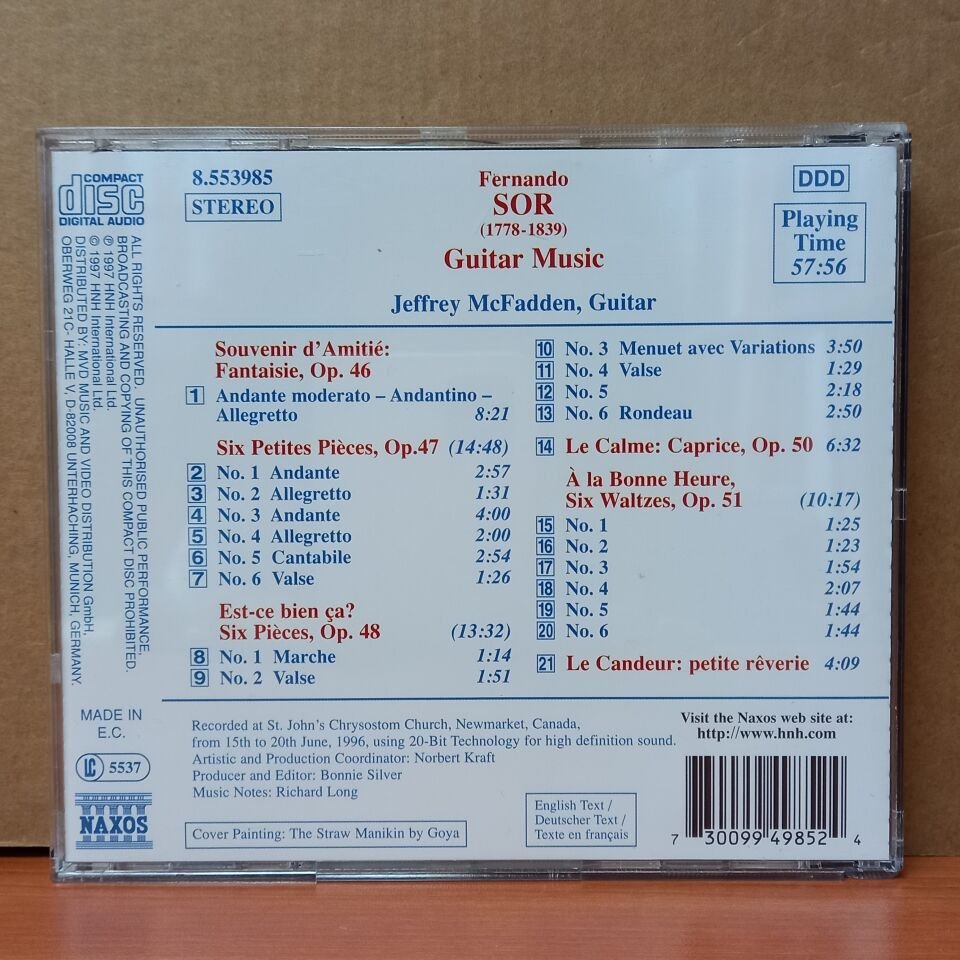 COMPACT
disc
DIGITAL AUDIO
8.553985
STEREO
Fernando
SOR
(1778-1839)
Guitar Music
Jeffrey McFadden, Guitar
DDD
Playing
Time
57:56
ALL RIGHTS RESERVED. UNAUTHORISED PUBLIC PERFORMANCE,
BROADCASTING AND COPYING OF THIS COMPACT DISC PROHIBITED.
℗ 1997 HNH International Ltd.
© 1997 HNH International Ltd.
DISTRIBUTED BY: MVD MUSIC AND VIDEO DISTRIBUTION GmbH,
OBERWEG 21C- HALLE V, D-82008 UNTERHACHING, MUNICH, GERMANY.
Souvenir d'Amitié:
Fantaisie, Op. 46
1 Andante moderato – Andantino –
Allegretto 8:21
Six Petites Pièces, Op.47 (14:48)
2 No. 1 Andante 2:57
3 No. 2 Allegretto 1:31
4 No. 3 Andante 4:00
5 No. 4 Allegretto 2:00
6 No. 5 Cantabile 2:54
7 No. 6 Valse 1:26
Est-ce bien ça?
Six Pièces, Op. 48 (13:32)
8 No. 1 Marche 1:14
9 No. 2 Valse 1:51
10 No. 3 Menuet avec Variations 3:50
11 No. 4 Valse 1:29
12 No. 5 2:18
13 No. 6 Rondeau 2:50
14 Le Calme: Caprice, Op. 50 6:32
À la Bonne Heure,
Six Waltzes, Op. 51 (10:17)
15 No. 1 1:25
16 No. 2 1:23
17 No. 3 1:54
18 No. 4 2:07
19 No. 5 1:44
20 No. 6 1:44
21 Le Candeur: petite rêverie 4:09
MADE IN
E.C.
LC 5537
NAXOS
Recorded at St. John's Chrysostom Church, Newmarket, Canada,
from 15th to 20th June, 1996, using 20-Bit Technology for high definition sound.
Artistic and Production Coordinator: Norbert Kraft
Producer and Editor: Bonnie Silver
Music Notes: Richard Long
Cover Painting: The Straw Manikin by Goya
English Text /
Deutscher Text /
Texte en français
Visit the Naxos web site at:
http://www.hnh.com
7 30099 49852 4